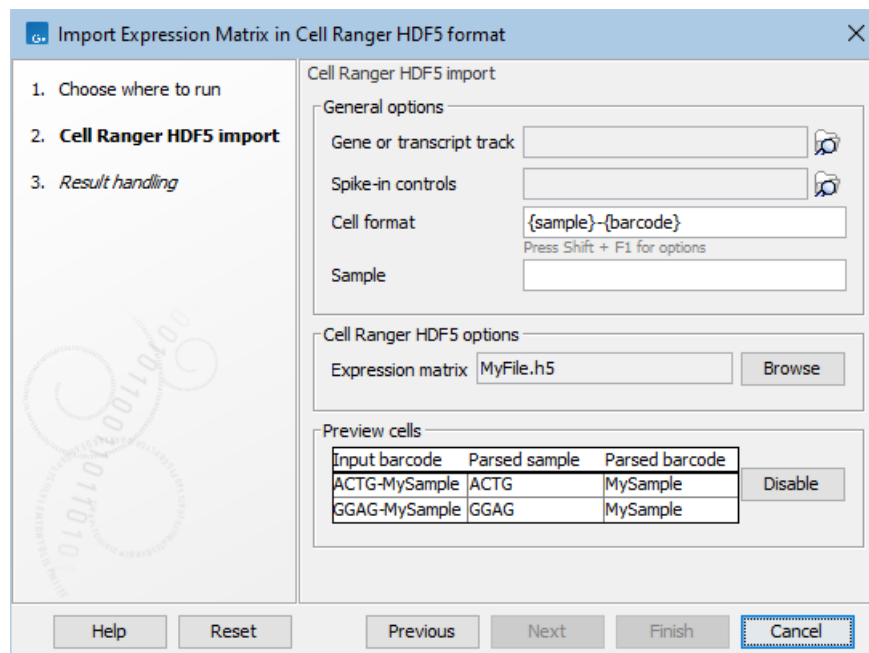 G.
Import Expression Matrix in Cell Ranger HDF5 format
1. Choose where to run
2. Cell Ranger HDF5 import
3. Result handling
Cell Ranger HDF5 import
General options
Gene or transcript track
Spike-in controls
Cell format {sample}-{barcode}
Press Shift + F1 for options
Sample
Cell Ranger HDF5 options
Expression matrix MyFile.h5 Browse
Preview cells
Input barcode Parsed sample Parsed barcode
ACTG-MySample ACTG MySample
Disable
GGAG-MySample GGAG MySample
Help Reset Previous Next Finish Cancel